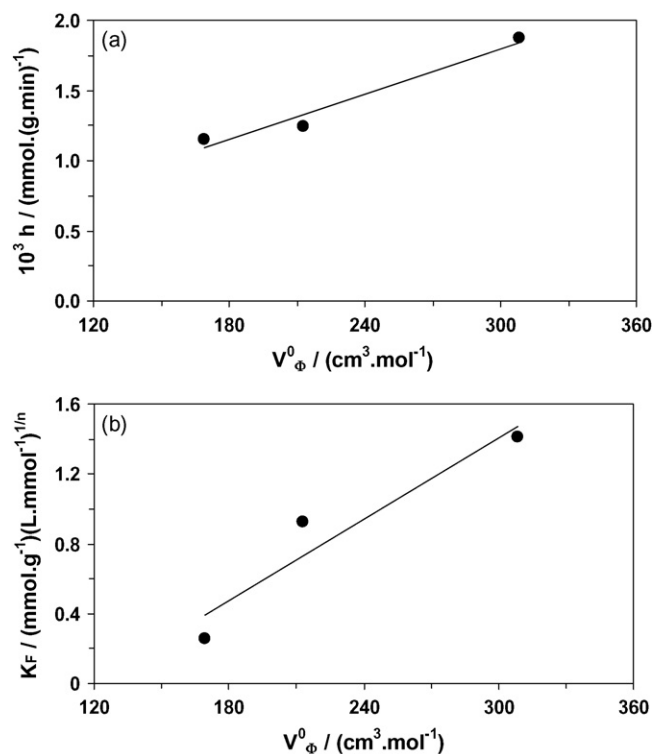 (a)
10³ h / (mmol.(g.min)⁻¹)
2.0
1.5
1.0
0.5
0.0
120 180 240 300 360
V⁰Φ / (cm³.mol⁻¹)
(b)
KF / (mmol.g⁻¹)(L.mmol⁻¹)¹/ⁿ
1.6
1.2
0.8
0.4
0
120 180 240 300 360
V⁰Φ / (cm³.mol⁻¹)